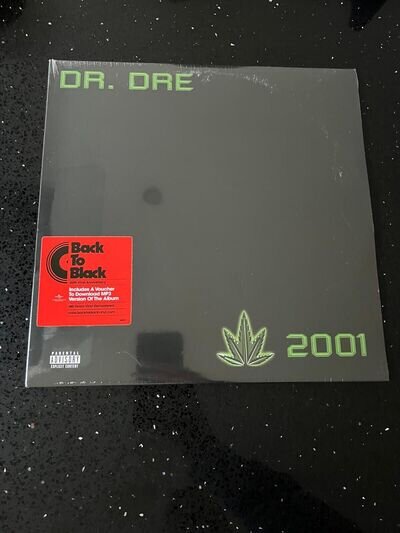 DR. DRE
Back
To
Black
Includes A Voucher
To Download MP3
Version Of The Album
2001
PARENTAL
ADVISORY
EXPLICIT CONTENT